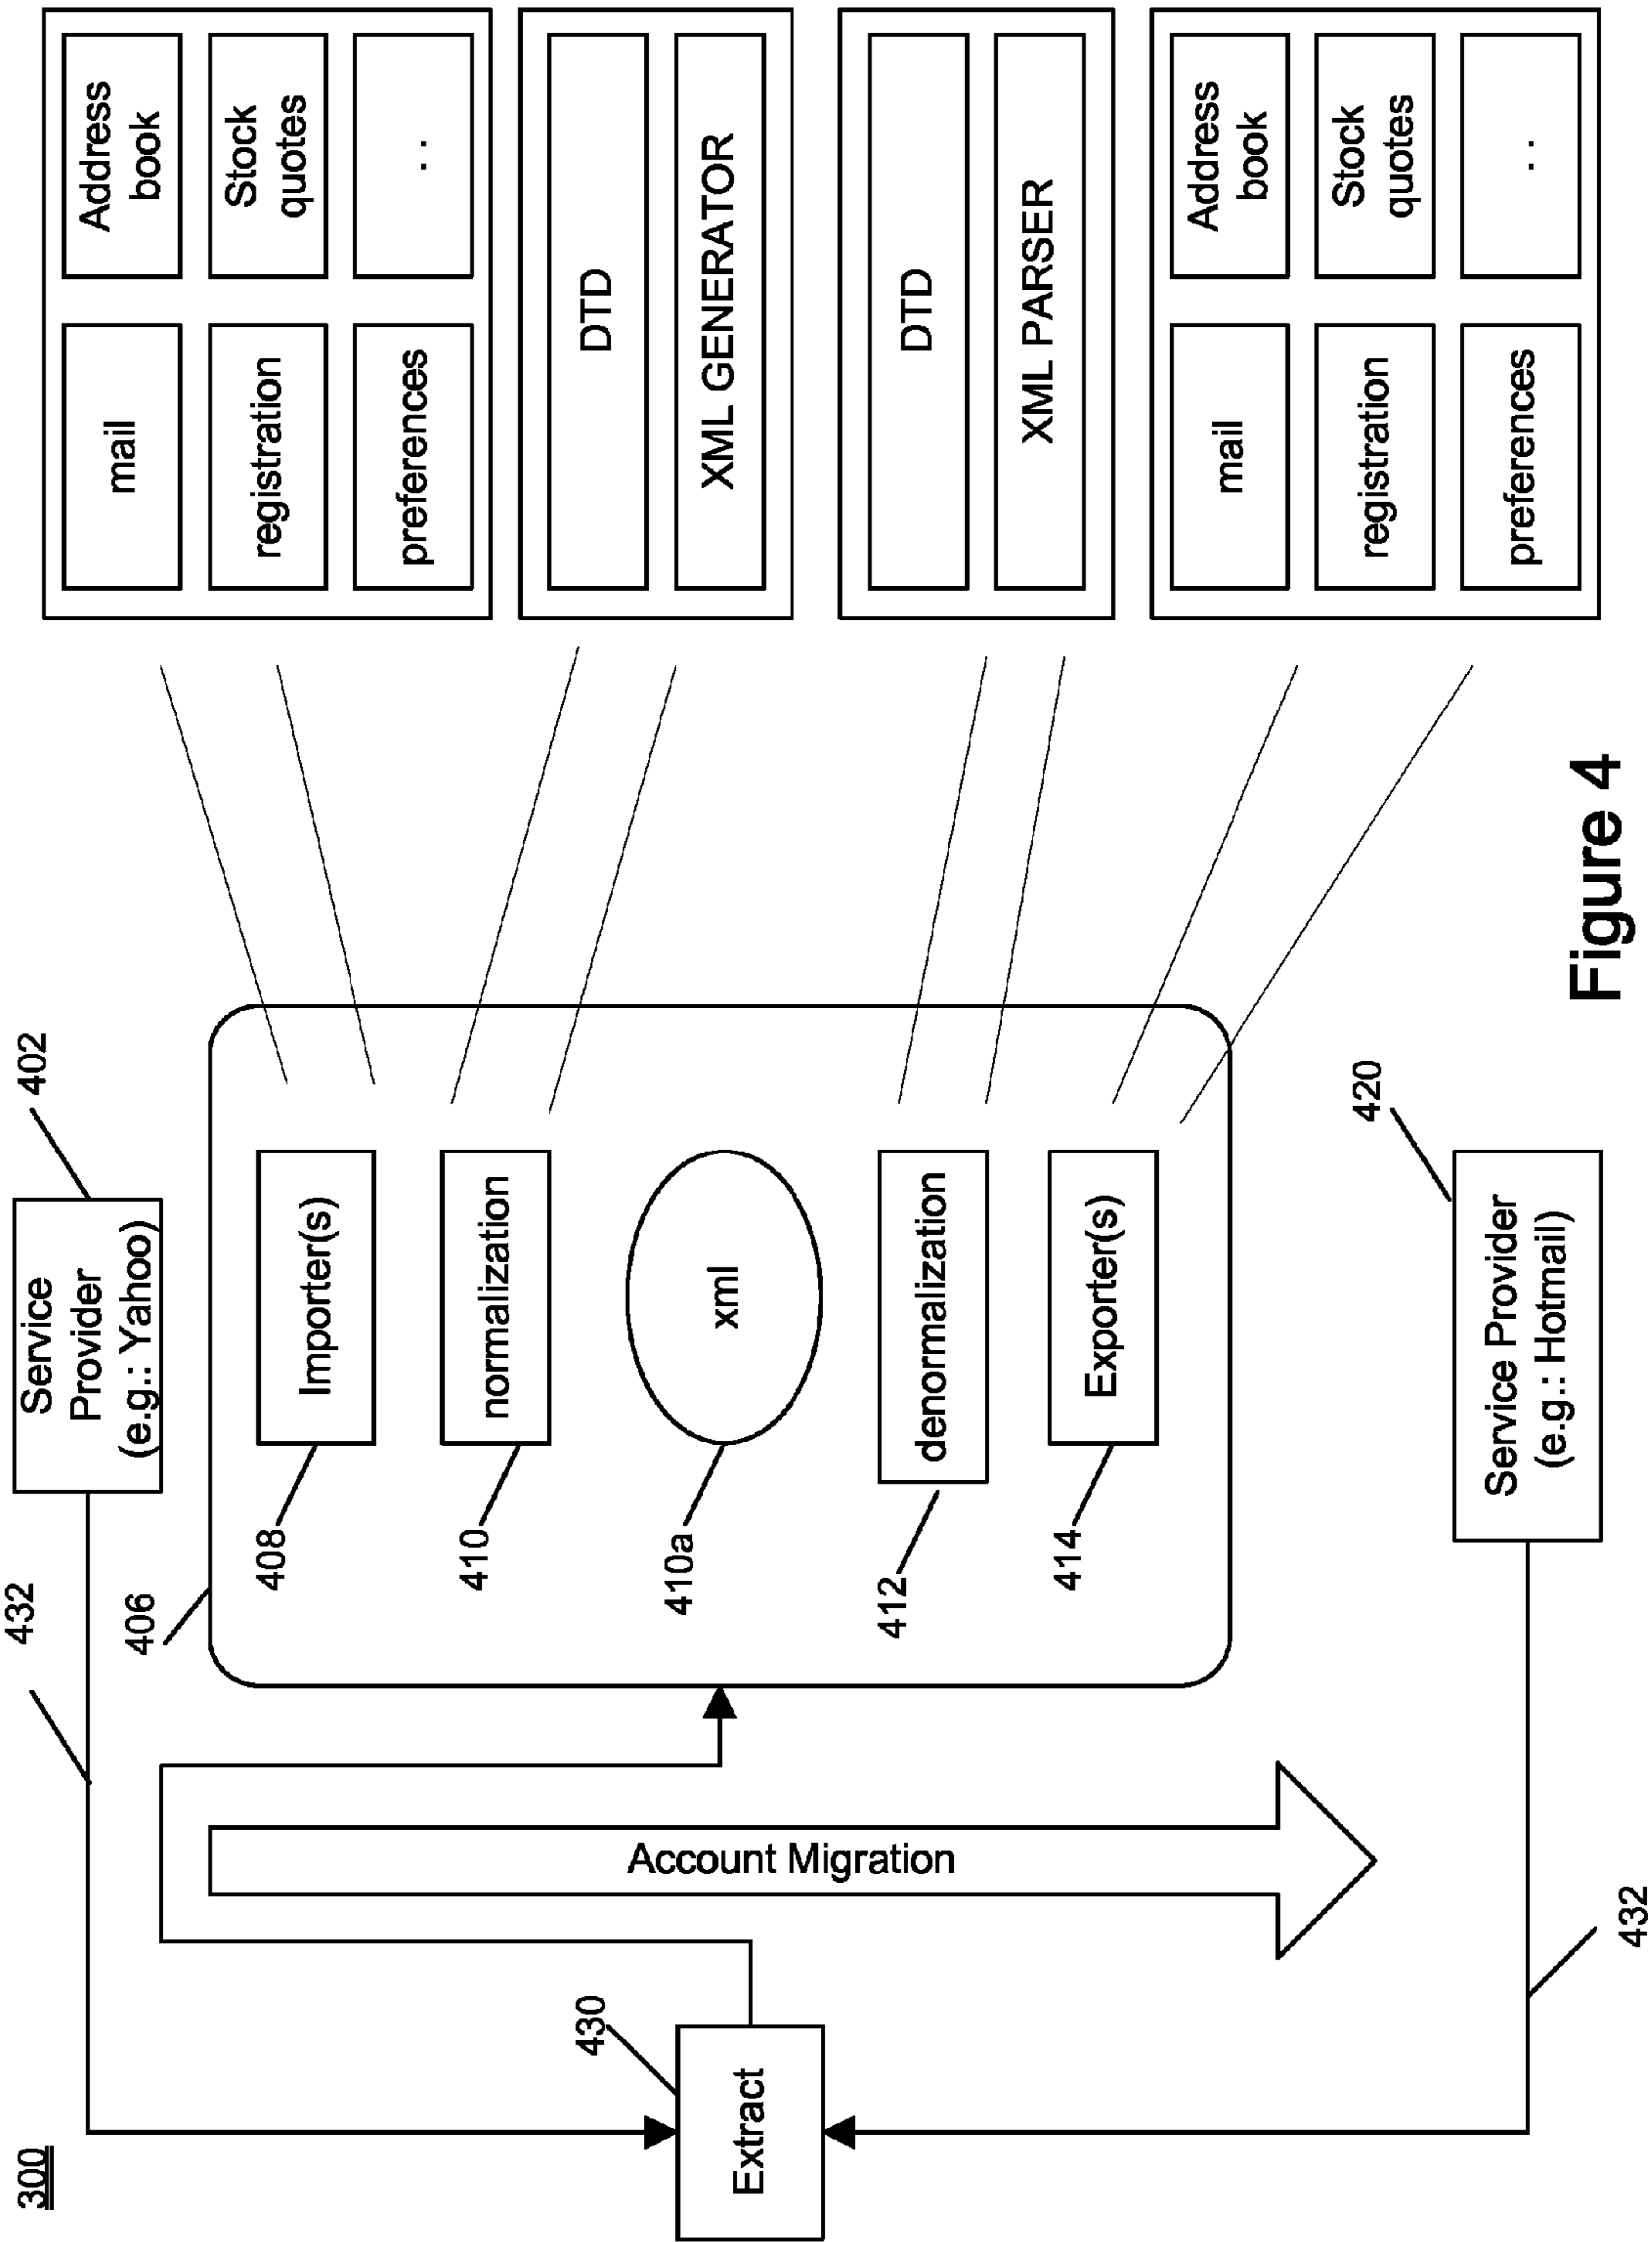 300
432
402
Service
Provider
(e.g.: Yahoo)
406
408
Importer(s)
410
normalization
410a
xml
412
denormalization
414
Exporter(s)
430
Extract
Account Migration
420
Service Provider
(e.g.: Hotmail)
432
mail
Address
book
registration
Stock
quotes
preferences
. .
DTD
XML GENERATOR
DTD
XML PARSER
mail
Address
book
registration
Stock
quotes
preferences
. .
Figure 4